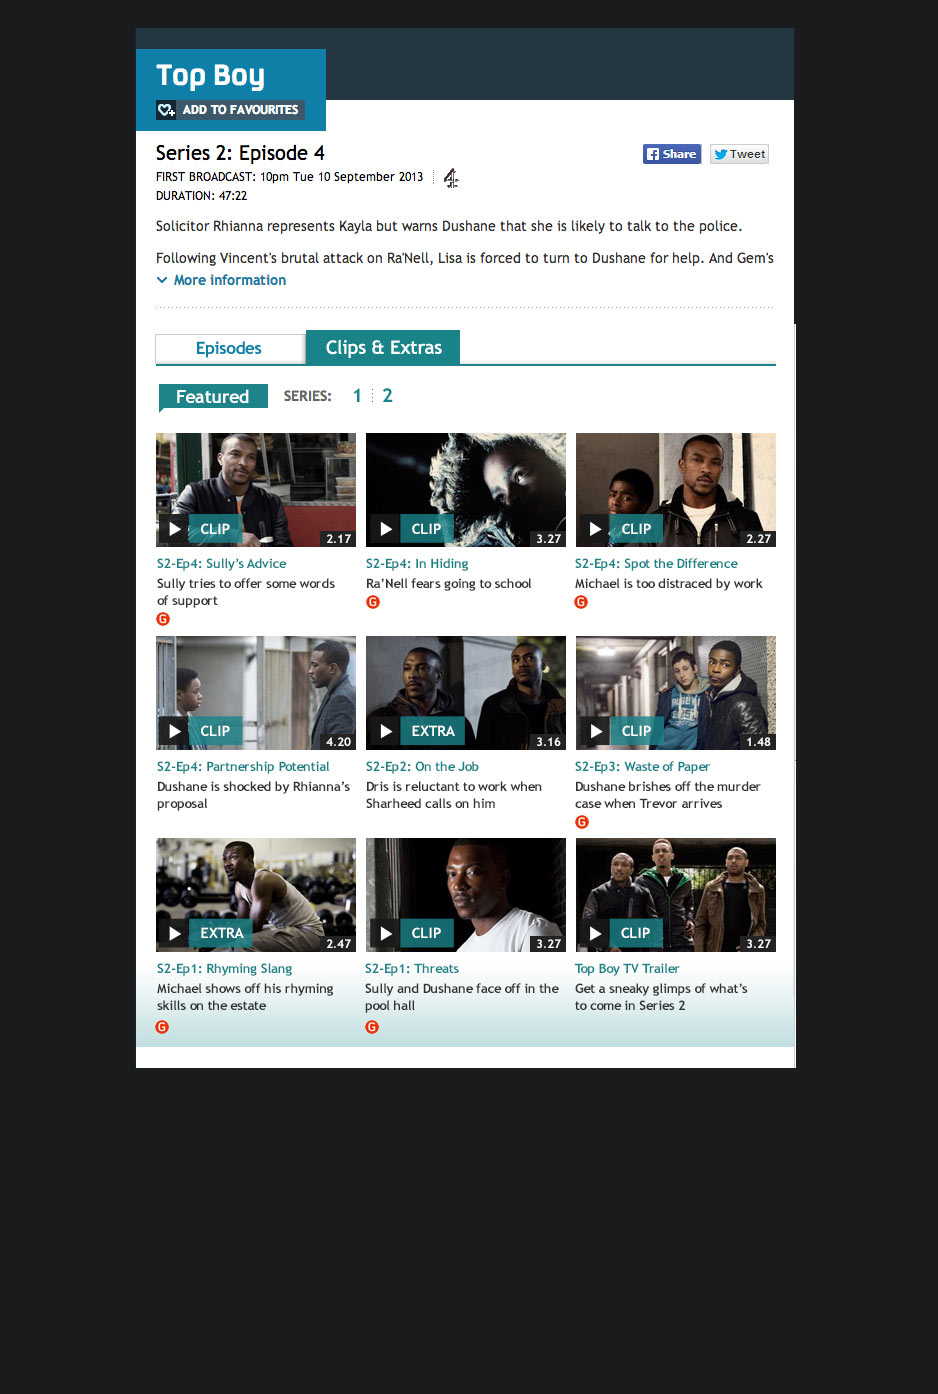 Top Boy
ADD TO FAVOURITES
Series 2: Episode 4
Share
Tweet
FIRST BROADCAST: 10pm Tue 10 September 2013
4
DURATION: 47:22
Solicitor Rhianna represents Kayla but warns Dushane that she is likely to talk to the police.
Following Vincent's brutal attack on Ra'Nell, Lisa is forced to turn to Dushane for help. And Gem's
More information
Episodes
Clips & Extras
Featured
SERIES: 1 2
CLIP
2.17
S2-Ep4: Sully's Advice
Sully tries to offer some words
of support
G
CLIP
3.27
S2-Ep4: In Hiding
Ra'Nell fears going to school
G
CLIP
2.27
S2-Ep4: Spot the Difference
Michael is too distraced by work
G
CLIP
4.20
S2-Ep4: Partnership Potential
Dushane is shocked by Rhianna's
proposal
EXTRA
3.16
S2-Ep2: On the Job
Dris is reluctant to work when
Sharheed calls on him
CLIP
1.48
S2-Ep3: Waste of Paper
Dushane brishes off the murder
case when Trevor arrives
G
EXTRA
2.47
S2-Ep1: Rhyming Slang
Michael shows off his rhyming
skills on the estate
G
CLIP
3.27
S2-Ep1: Threats
Sully and Dushane face off in the
pool hall
G
CLIP
3.27
Top Boy TV Trailer
Get a sneaky glimps of what's
to come in Series 2